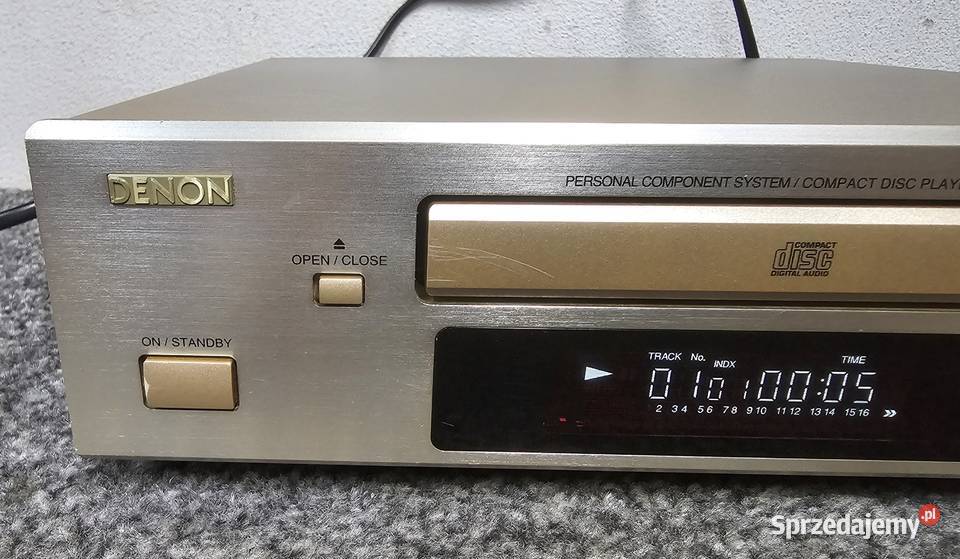 DENON
PERSONAL COMPONENT SYSTEM / COMPACT DISC
OPEN / CLOSE
COMPACT
disc
DIGITAL AUDIO
ON / STANDBY
TRACK No. INDX TIME
01 01 00:05
2 3 4 5 6 7 8 9 10 11 12 13 14 15 16
Sprzedajemy.pl